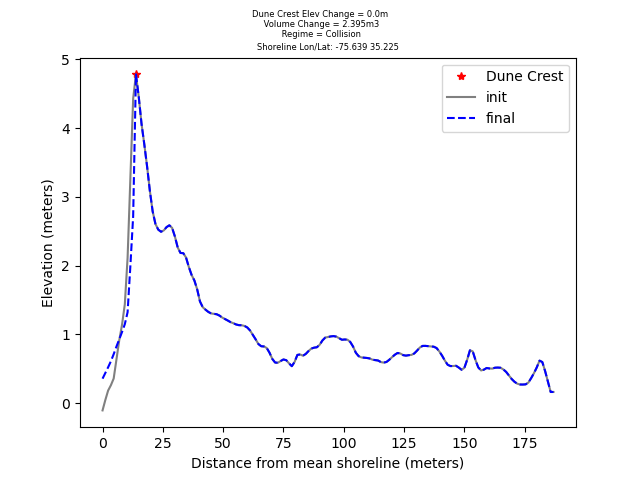 Dune Crest Elev Change = 0.0m
Volume Change = 2.395m3
Regime = Collision
Shoreline Lon/Lat: -75.639 35.225
Dune Crest
init
final
5
4
3
2
1
0
Elevation (meters)
0 25 50 75 100 125 150 175
Distance from mean shoreline (meters)